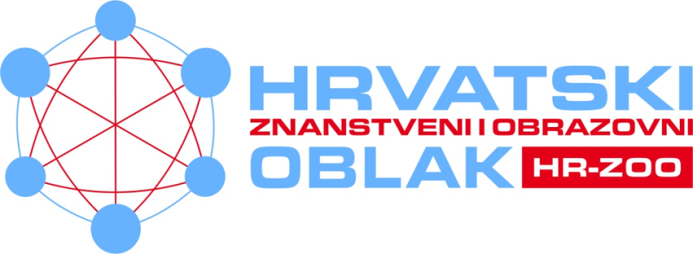 HRVATSKI
ZNANSTVENI I OBRAZOVNI
OBLAK HR-ZOO